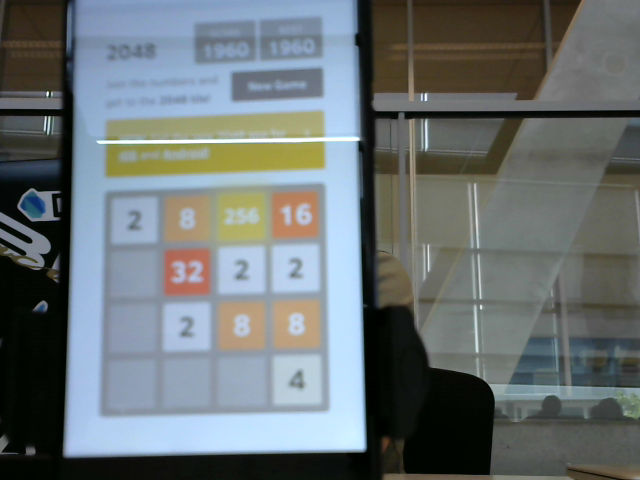 2048
1960 1960
Join the numbers and
New Game
get to the 2048 tile!
iOS and Android
2 8 256 16
32 2 2
2 8 8
4